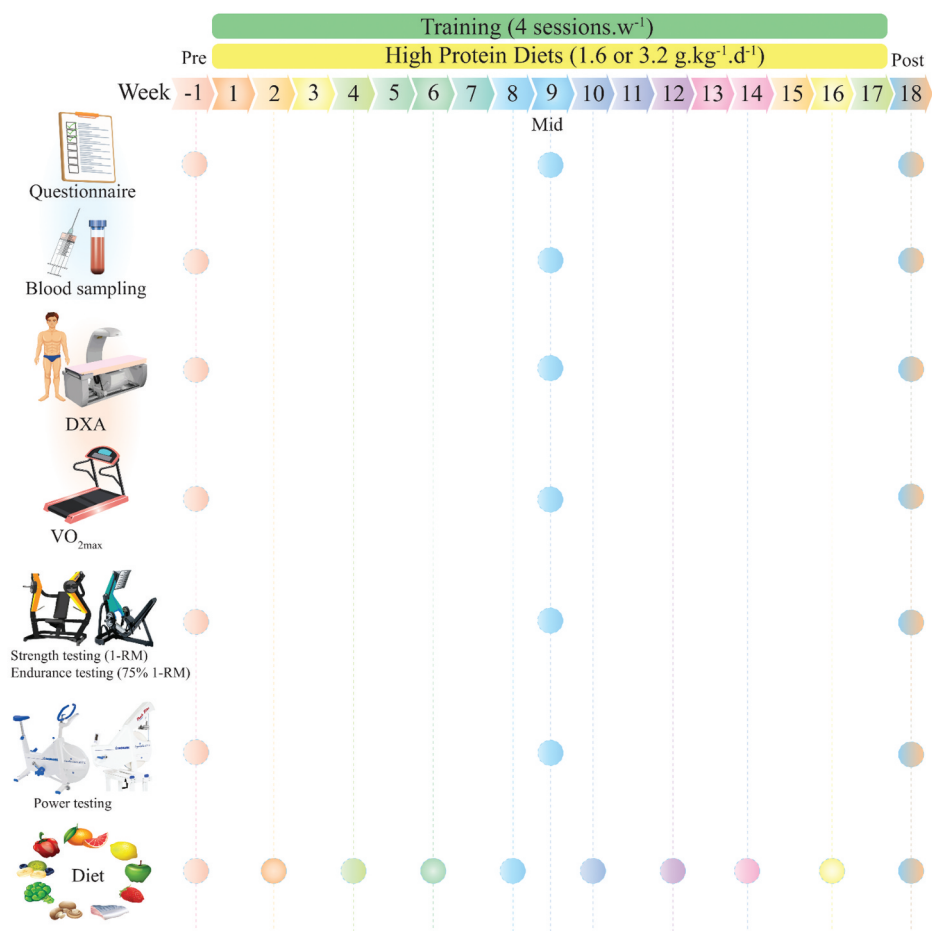 Training (4 sessions.w⁻¹)
Pre High Protein Diets (1.6 or 3.2 g.kg⁻¹.d⁻¹) Post
Week -1 1 2 3 4 5 6 7 8 9 10 11 12 13 14 15 16 17 18
Mid
Questionnaire
Blood sampling
DXA
VO₂max
Strength testing (1-RM)
Endurance testing (75% 1-RM)
Power testing
Diet